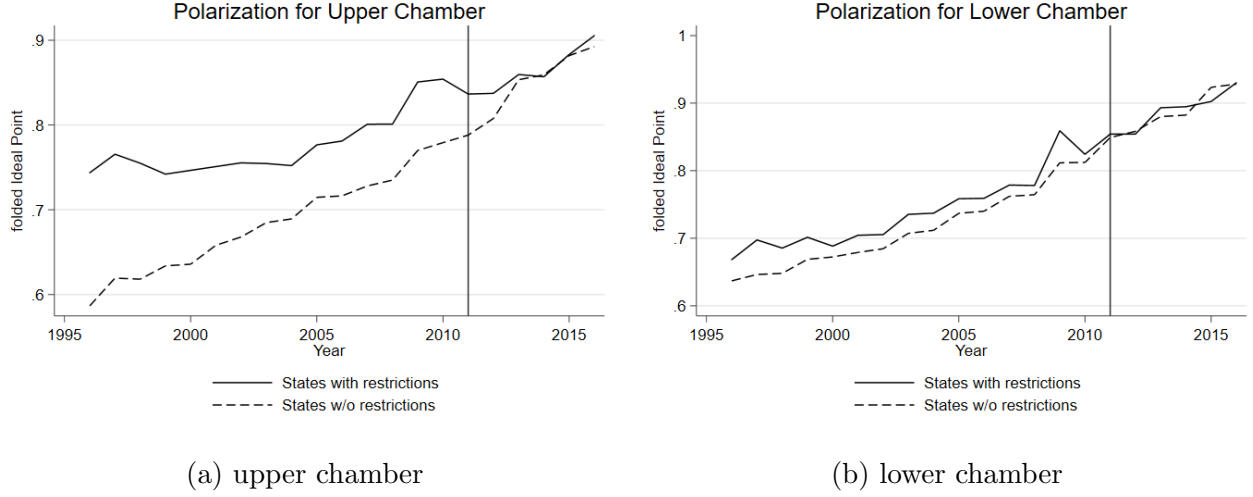 Polarization for Upper Chamber
folded Ideal Point
.9
.8
.7
.6
1995 2000 2005 2010 2015
Year
States with restrictions
States w/o restrictions
(a) upper chamber
Polarization for Lower Chamber
folded Ideal Point
1
.9
.8
.7
.6
1995 2000 2005 2010 2015
Year
States with restrictions
States w/o restrictions
(b) lower chamber